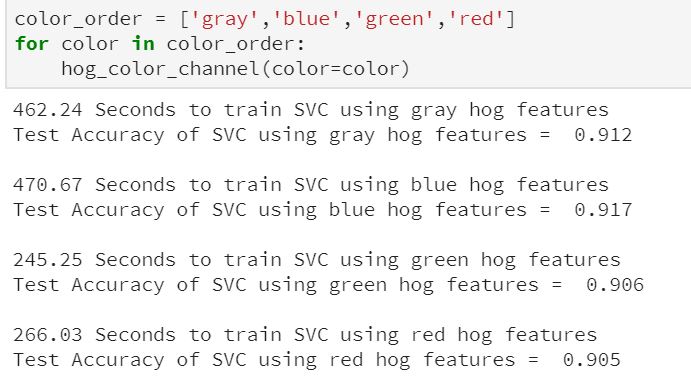 color_order = ['gray','blue','green','red']
for color in color_order:
    hog_color_channel(color=color)
462.24 Seconds to train SVC using gray hog features
Test Accuracy of SVC using gray hog features =  0.912
470.67 Seconds to train SVC using blue hog features
Test Accuracy of SVC using blue hog features =  0.917
245.25 Seconds to train SVC using green hog features
Test Accuracy of SVC using green hog features =  0.906
266.03 Seconds to train SVC using red hog features
Test Accuracy of SVC using red hog features =  0.905